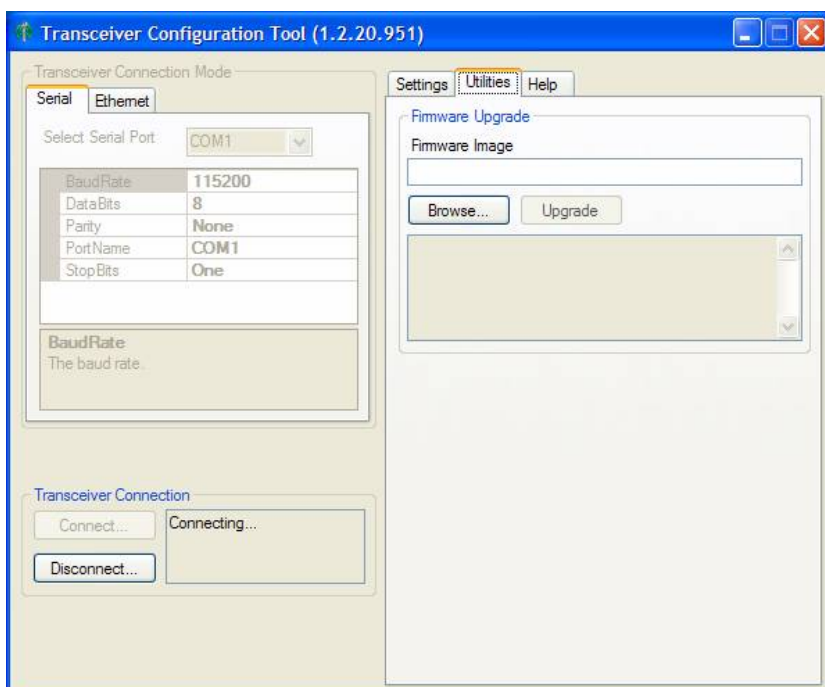 Transceiver Configuration Tool (1.2.20.951)
Transceiver Connection Mode
Serial Ethernet
Select Serial Port COM1
BaudRate 115200
DataBits 8
Parity None
PortName COM1
StopBits One
BaudRate
The baud rate.
Transceiver Connection
Connect... Connecting...
Disconnect...
Settings Utilities Help
Firmware Upgrade
Firmware Image
Browse... Upgrade